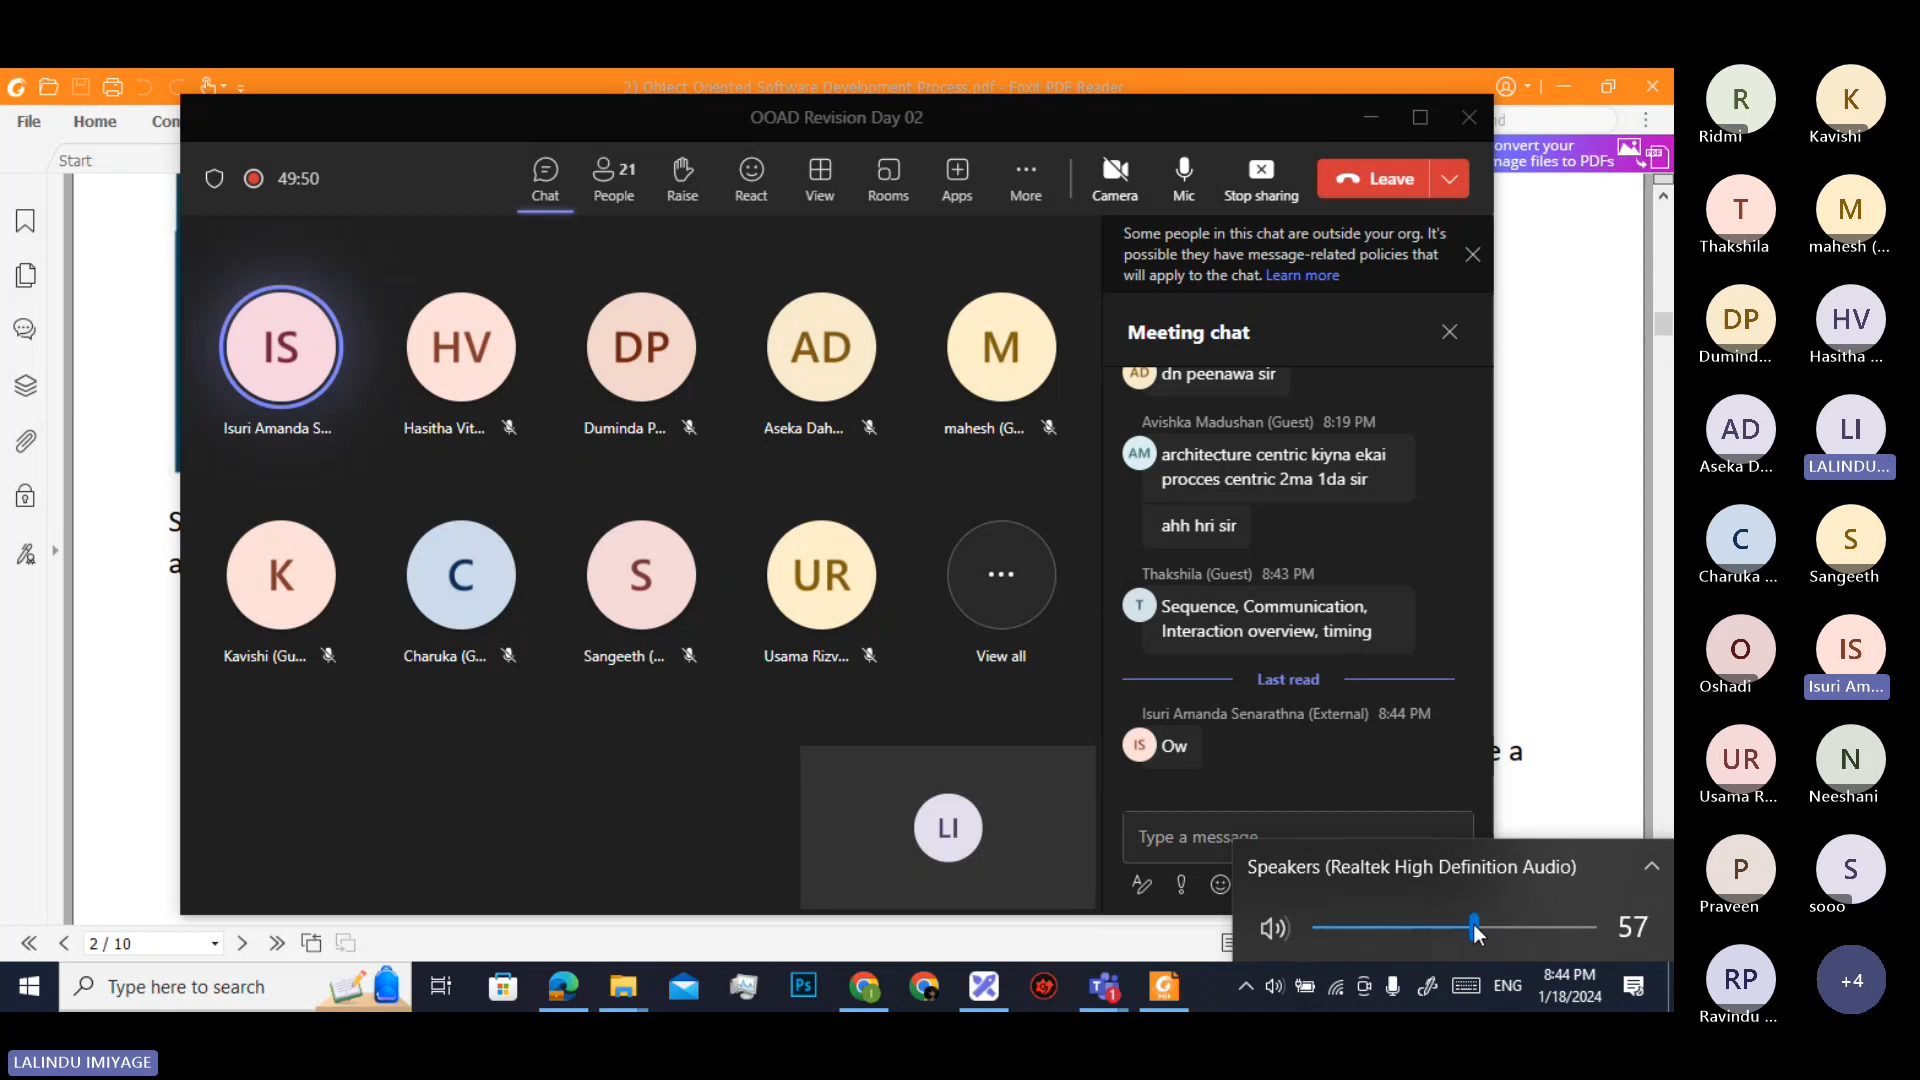 2) Object Oriented Software Development Process.pdf - Foxit PDF Reader
File
Home
Con
Start
onvert your
nage files to PDFs
PDF
S
a
e a
2 / 10
OOAD Revision Day 02
49:50
Chat
21
People
Raise
React
View
Rooms
Apps
More
Camera
Mic
Stop sharing
Leave
IS
Isuri Amanda S...
HV
Hasitha Vit...
DP
Duminda P...
AD
Aseka Dah...
M
mahesh (G...
K
Kavishi (Gu...
C
Charuka (G...
S
Sangeeth (...
UR
Usama Rizv...
View all
LI
Some people in this chat are outside your org. It's
possible they have message-related policies that
will apply to the chat. Learn more
Meeting chat
AD
dn peenawa sir
Avishka Madushan (Guest) 8:19 PM
AM
architecture centric kiyna ekai
procces centric 2ma 1da sir
ahh hri sir
Thakshila (Guest) 8:43 PM
T
Sequence, Communication,
Interaction overview, timing
Last read
Isuri Amanda Senarathna (External) 8:44 PM
IS
Ow
Type a message
Speakers (Realtek High Definition Audio)
57
Type here to search
Ps
1
ENG
8:44 PM
1/18/2024
R
Ridmi
K
Kavishi
T
Thakshila
M
mahesh (...
DP
Dumind...
HV
Hasitha ...
AD
Aseka D...
LI
LALINDU...
C
Charuka ...
S
Sangeeth
O
Oshadi
IS
Isuri Am...
UR
Usama R...
N
Neeshani
P
Praveen
S
sooo
RP
Ravindu ...
+4
LALINDU IMIYAGE